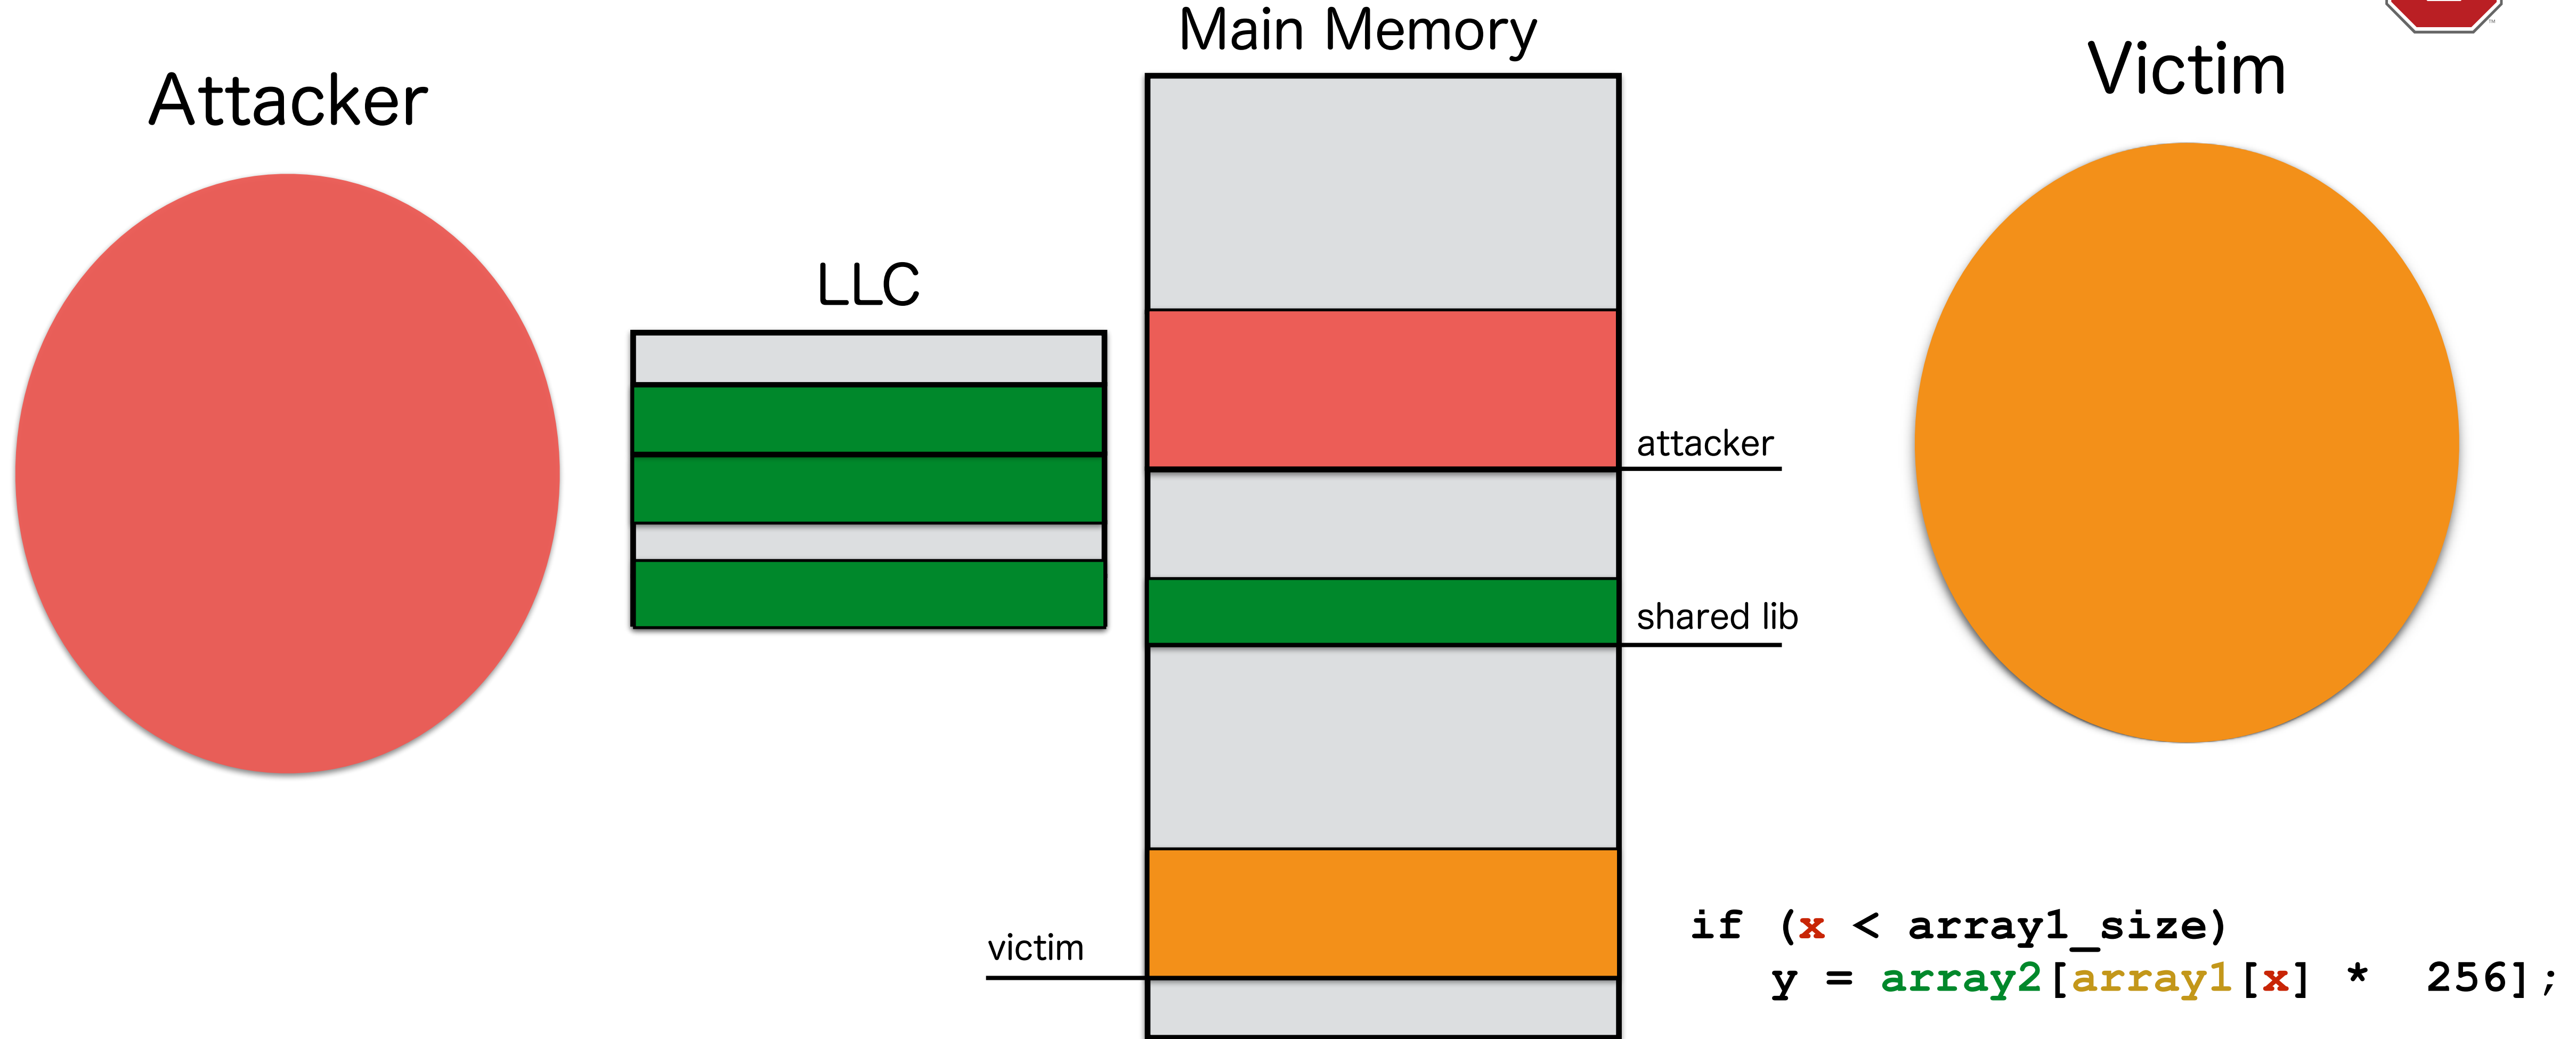 Main Memory
Attacker
Victim
LLC
attacker
shared lib
victim
if (x < array1_size)
y = array2[array1[x] * 256];